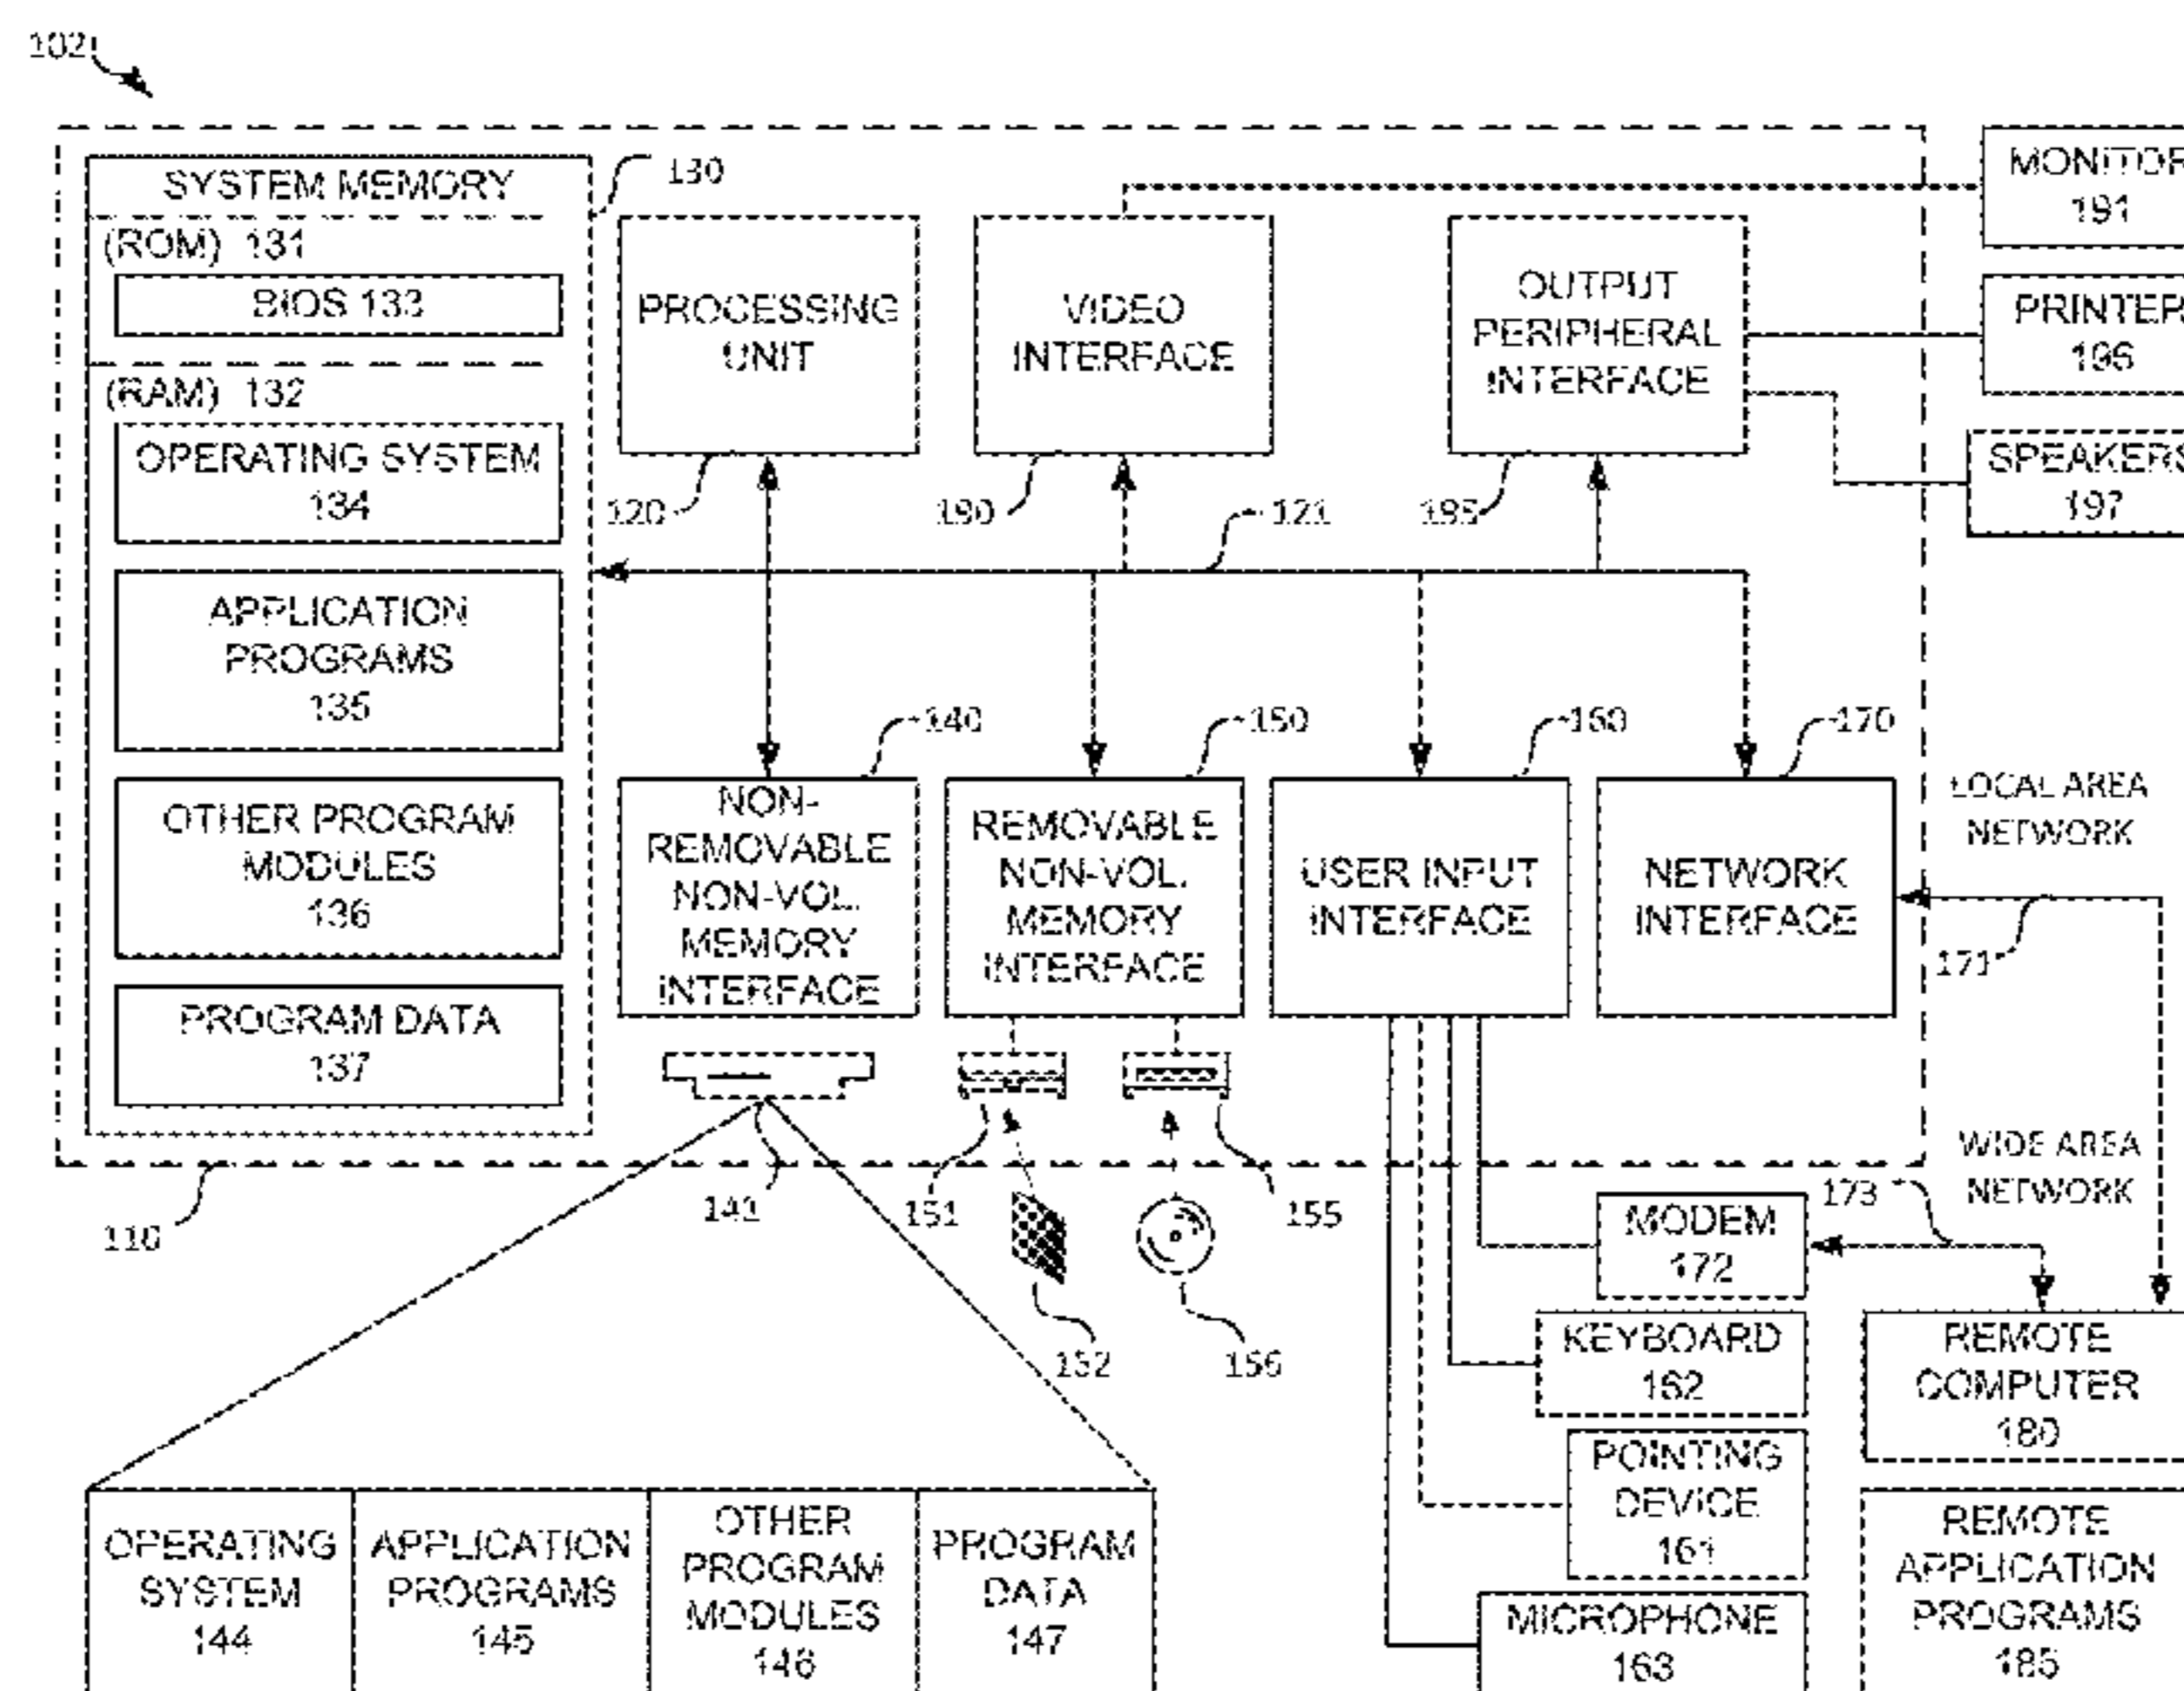 102
SYSTEM MEMORY
130
(ROM) 131
BIOS 133
(RAM) 132
OPERATING SYSTEM
134
APPLICATION
PROGRAMS
135
OTHER PROGRAM
MODULES
136
PROGRAM DATA
137
110
PROCESSING
UNIT
120
VIDEO
INTERFACE
190
121
OUTPUT
PERIPHERAL
INTERFACE
195
MONITOR
191
PRINTER
196
SPEAKERS
197
140
NON-
REMOVABLE
NON-VOL.
MEMORY
INTERFACE
150
REMOVABLE
NON-VOL.
MEMORY
INTERFACE
160
USER INPUT
INTERFACE
170
NETWORK
INTERFACE
LOCAL AREA
NETWORK
171
141
151
152
155
156
WIDE AREA
NETWORK
173
MODEM
172
KEYBOARD
162
POINTING
DEVICE
161
MICROPHONE
163
REMOTE
COMPUTER
180
REMOTE
APPLICATION
PROGRAMS
185
OPERATING
SYSTEM
144
APPLICATION
PROGRAMS
145
OTHER
PROGRAM
MODULES
146
PROGRAM
DATA
147